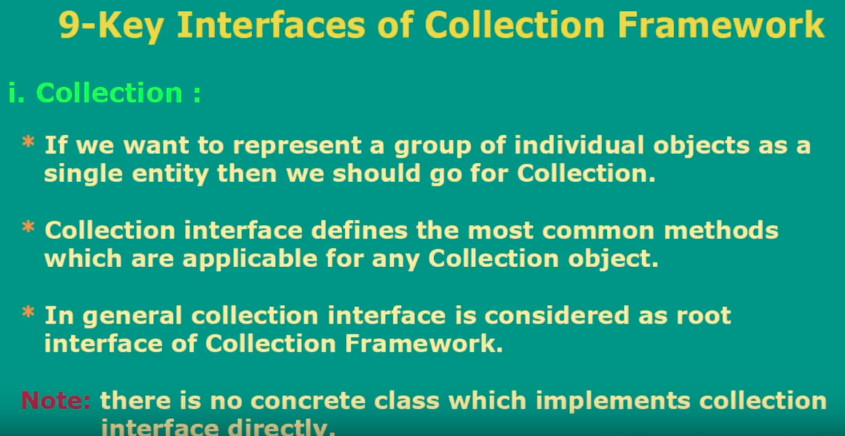 9-Key Interfaces of Collection Framework
i. Collection :
* If we want to represent a group of individual objects as a
single entity then we should go for Collection.
* Collection interface defines the most common methods
which are applicable for any Collection object.
* In general collection interface is considered as root
interface of Collection Framework.
Note: there is no concrete class which implements collection
interface directly.